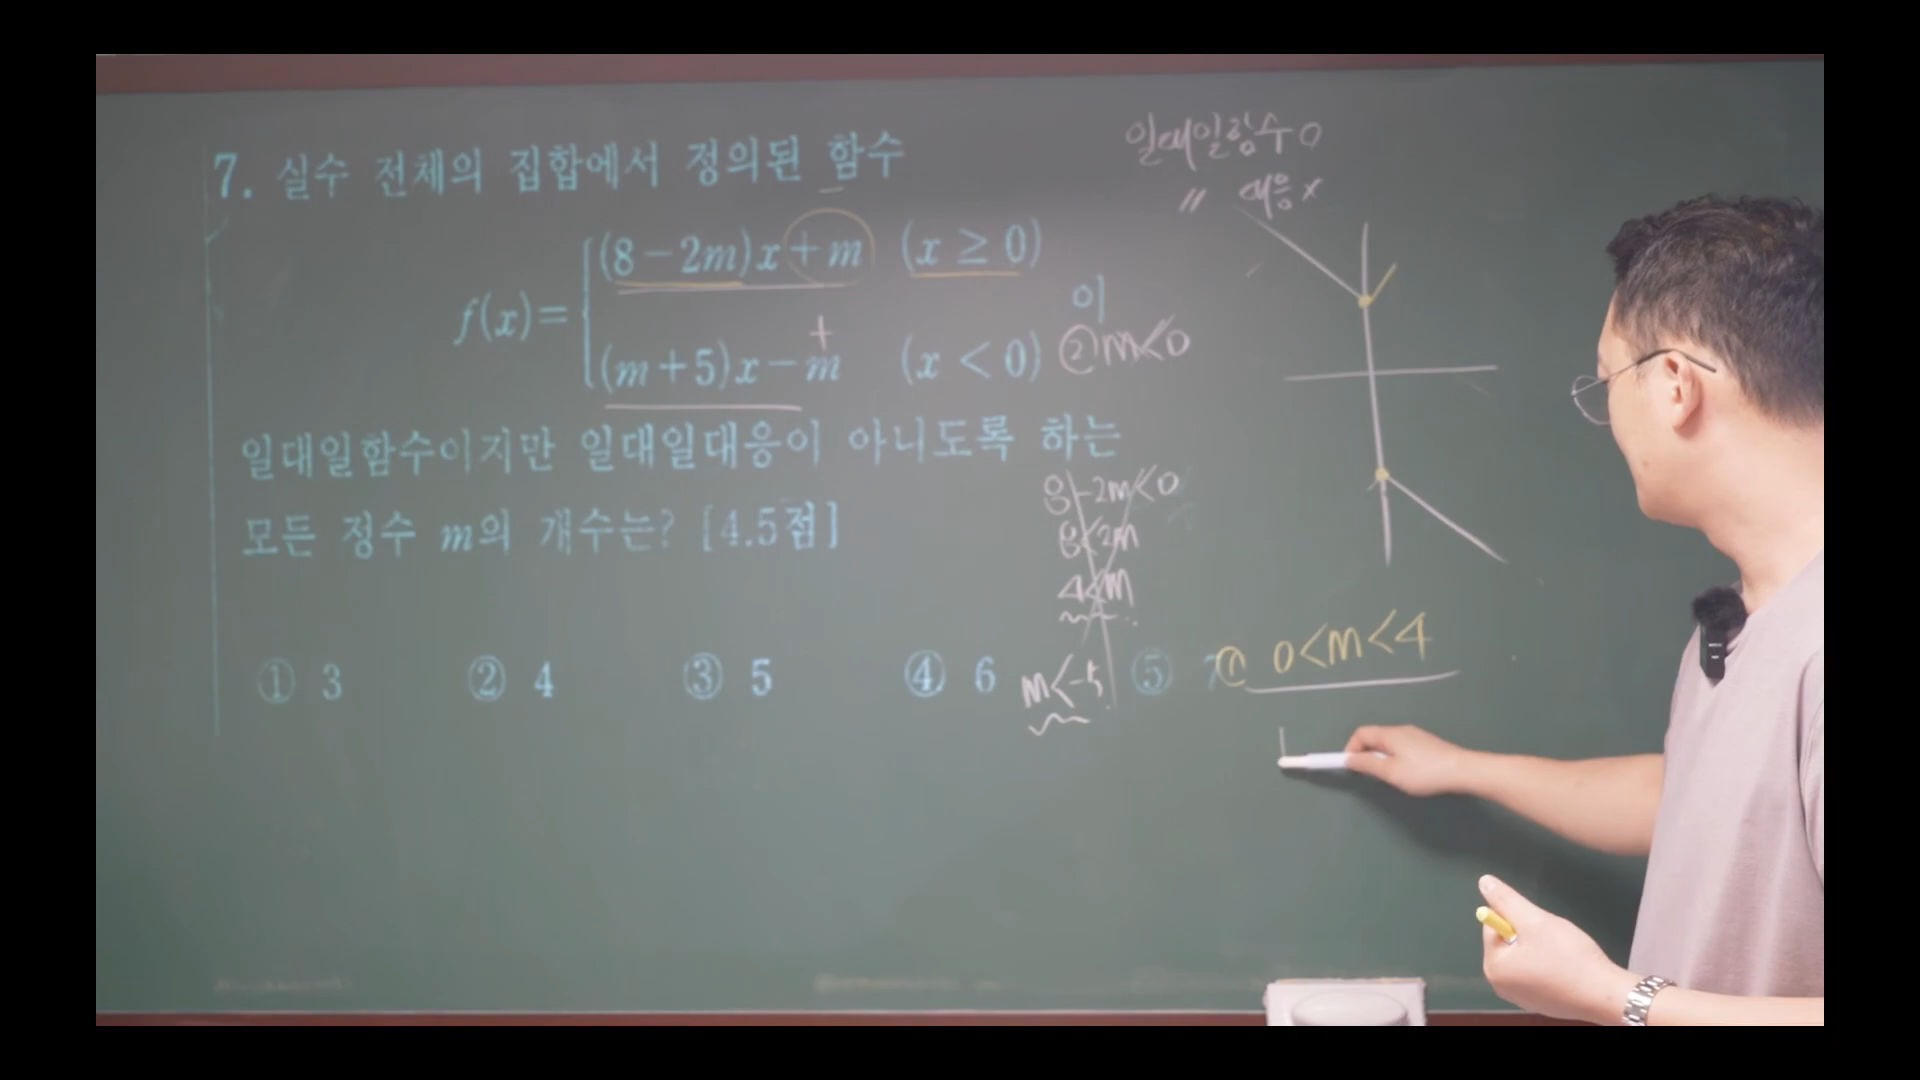 7. 실수 전체의 집합에서 정의된 함수
f(x)= { (8-2m)x+m (x≥0)
(m+5)x-m (x<0)
이
일대일함수이지만 일대일대응이 아니도록 하는
모든 정수 m의 개수는? [4.5점]
① 3 ② 4 ③ 5 ④ 6 ⑤ 7
일대일함수 o
〃 대응 x
+
② m<0
8-2m<0
8<2m
4<m
m<-5
① 0<m<4